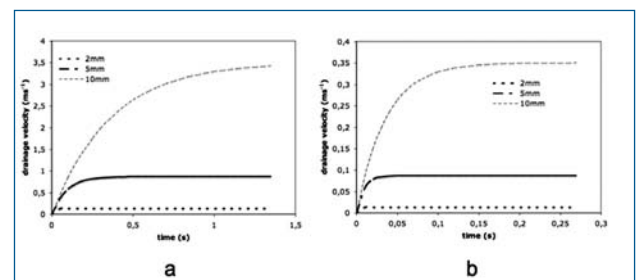 4
3,5
3
2,5
2
1,5
1
0,5
0
drainage velocity (ms⁻¹)
2mm
5mm
10mm
0
0,5
1
1,5
time (s)
a
0,4
0,35
0,3
0,25
0,2
0,15
0,1
0,05
0
drainage velocity (ms⁻¹)
2mm
5mm
10mm
0
0,05
0,1
0,15
0,2
0,25
0,3
time (s)
b